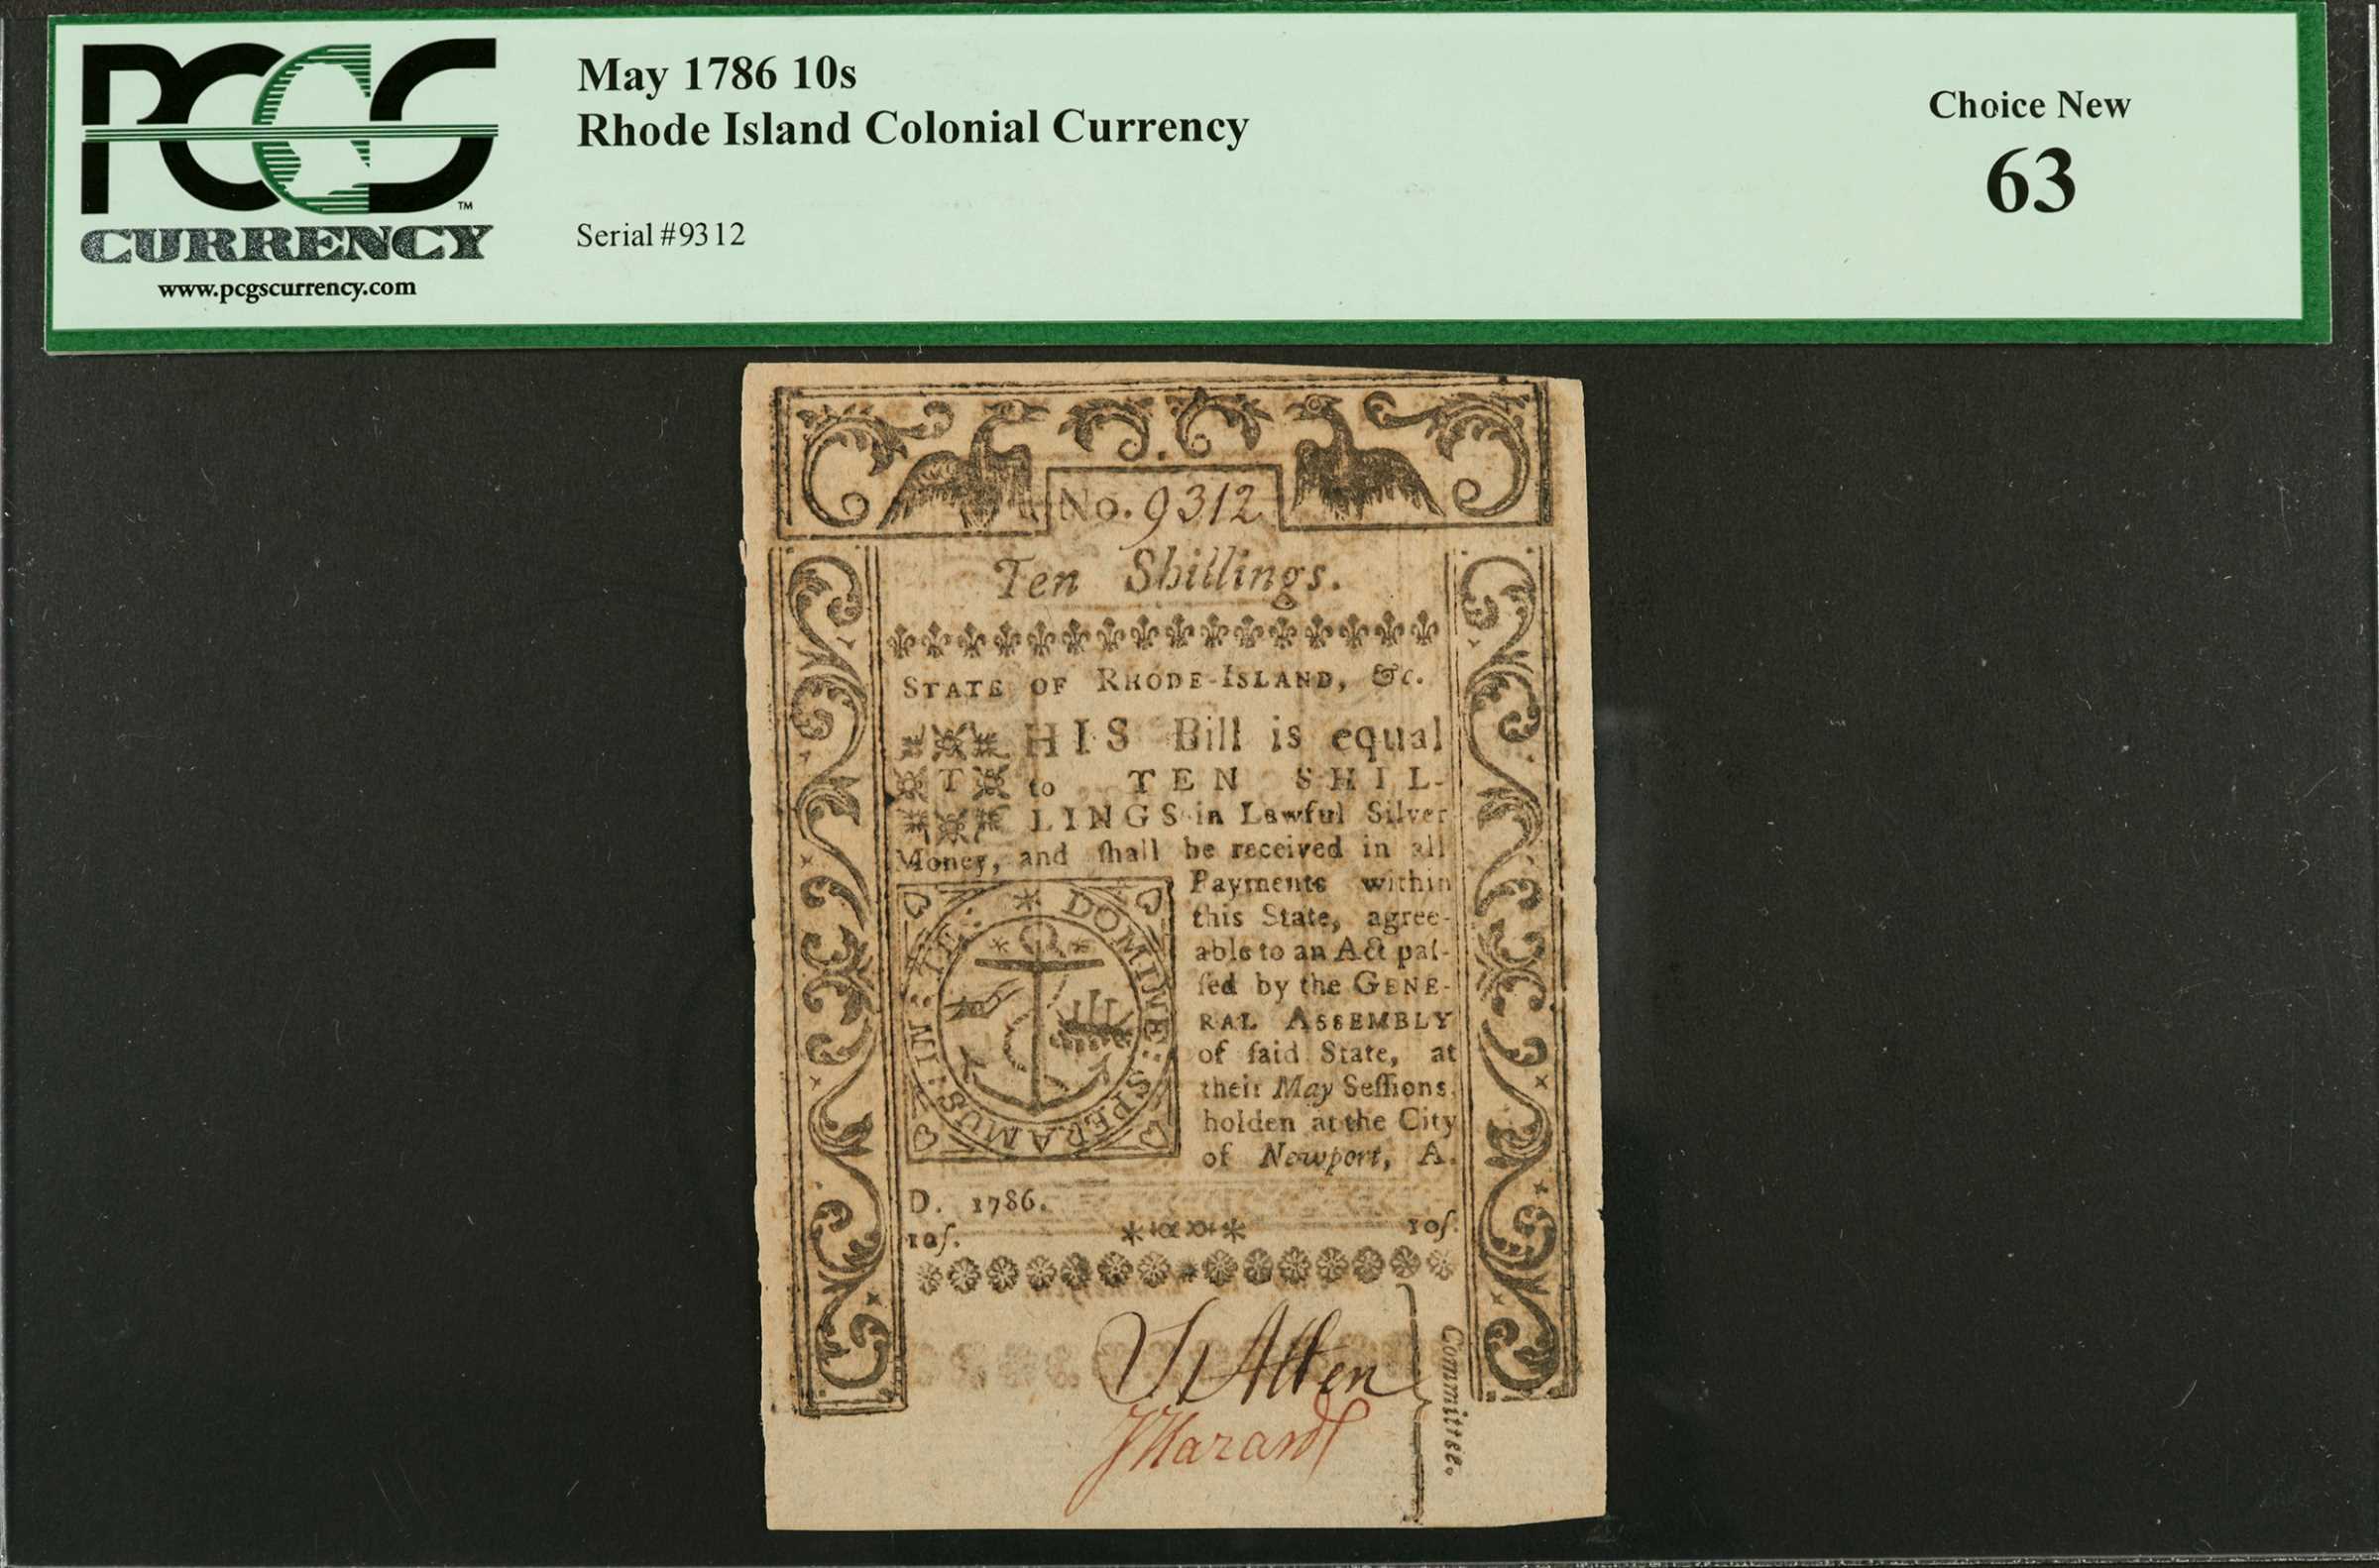 PCGS
TM
CURRENCY
www.pcgscurrency.com
May 1786 10s
Rhode Island Colonial Currency
Serial #9312
Choice New
63
No. 9312
Ten Shillings.
STATE OF RHODE-ISLAND, &c.
HIS Bill is equal
T to TEN SHIL-
LINGS in Lawful Silver
Money, and ſhall be received in all
Payments within
this State, agree-
able to an Act paſ-
ſed by the GENE-
RAL ASSEMBLY
of ſaid State, at
their May Seſſions,
holden at the City
of Newport, A.
D. 1786.
IN : TE : DOMINE : SPERAMUS
10ſ. 10ſ.
Allen
J Hazard
Committee.